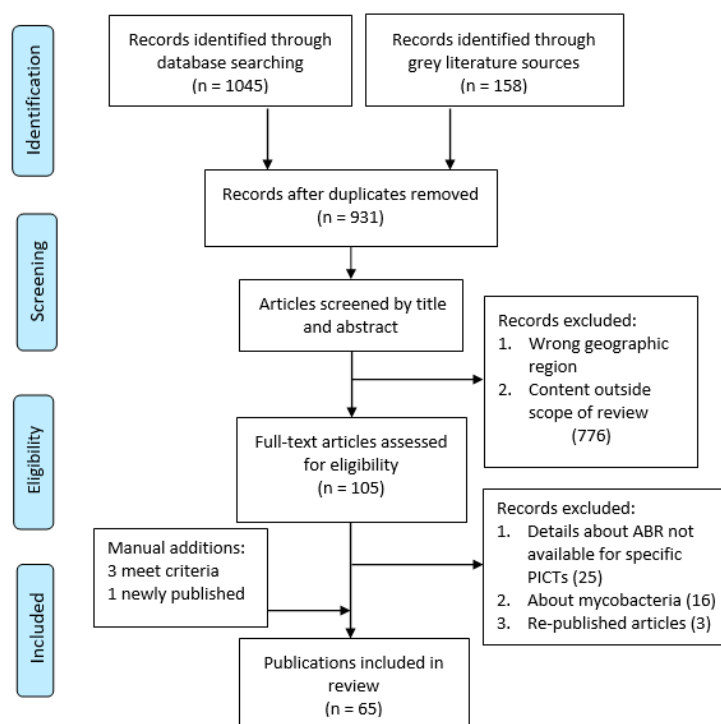 Identification
Records identified through
database searching
(n = 1045)
Records identified through
grey literature sources
(n = 158)
Records after duplicates removed
(n = 931)
Screening
Articles screened by title
and abstract
Records excluded:
1. Wrong geographic
region
2. Content outside
scope of review
(776)
Eligibility
Full-text articles assessed
for eligibility
(n = 105)
Records excluded:
1. Details about ABR not
available for specific
PICTs (25)
2. About mycobacteria (16)
3. Re-published articles (3)
Manual additions:
3 meet criteria
1 newly published
Included
Publications included in
review
n = 65)